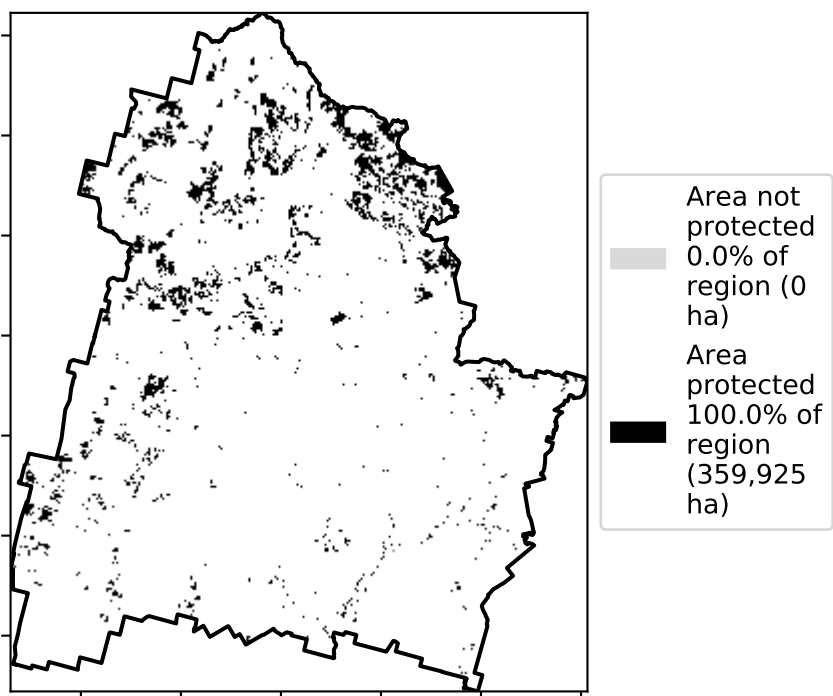 Area not
protected
0.0% of
region (0
ha)
Area
protected
100.0% of
region
(359,925
ha)